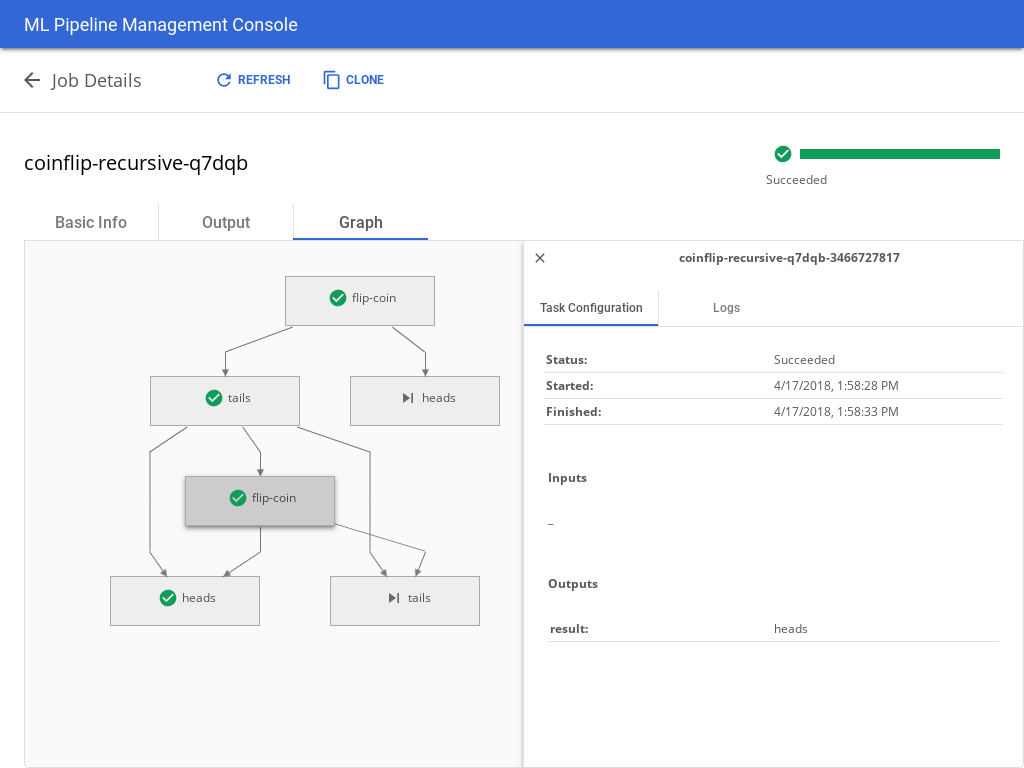 ML Pipeline Management Console
Job Details
REFRESH
CLONE
coinflip-recursive-q7dqb
Succeeded
Basic Info
Output
Graph
flip-coin
tails
heads
flip-coin
heads
tails
coinflip-recursive-q7dqb-3466727817
Task Configuration
Logs
Status: Succeeded
Started: 4/17/2018, 1:58:28 PM
Finished: 4/17/2018, 1:58:33 PM
Inputs
–
Outputs
result: heads